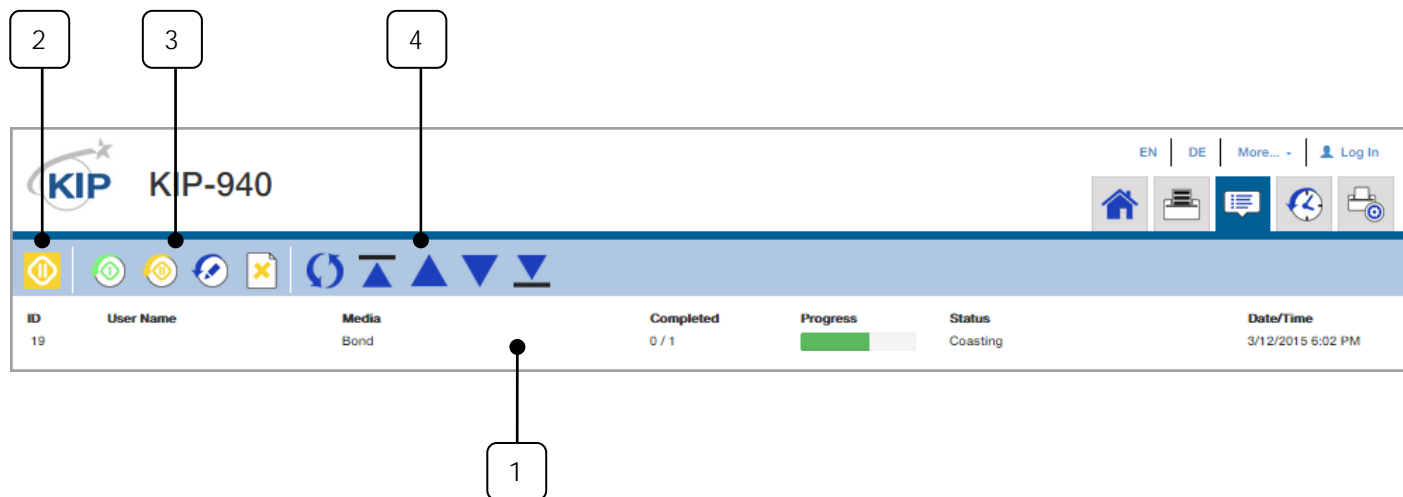 2 3 4
EN DE More... Log In
KIP KIP-940
ID User Name Media Completed Progress Status Date/Time
19 Bond 0 / 1 Coasting 3/12/2015 6:02 PM
1